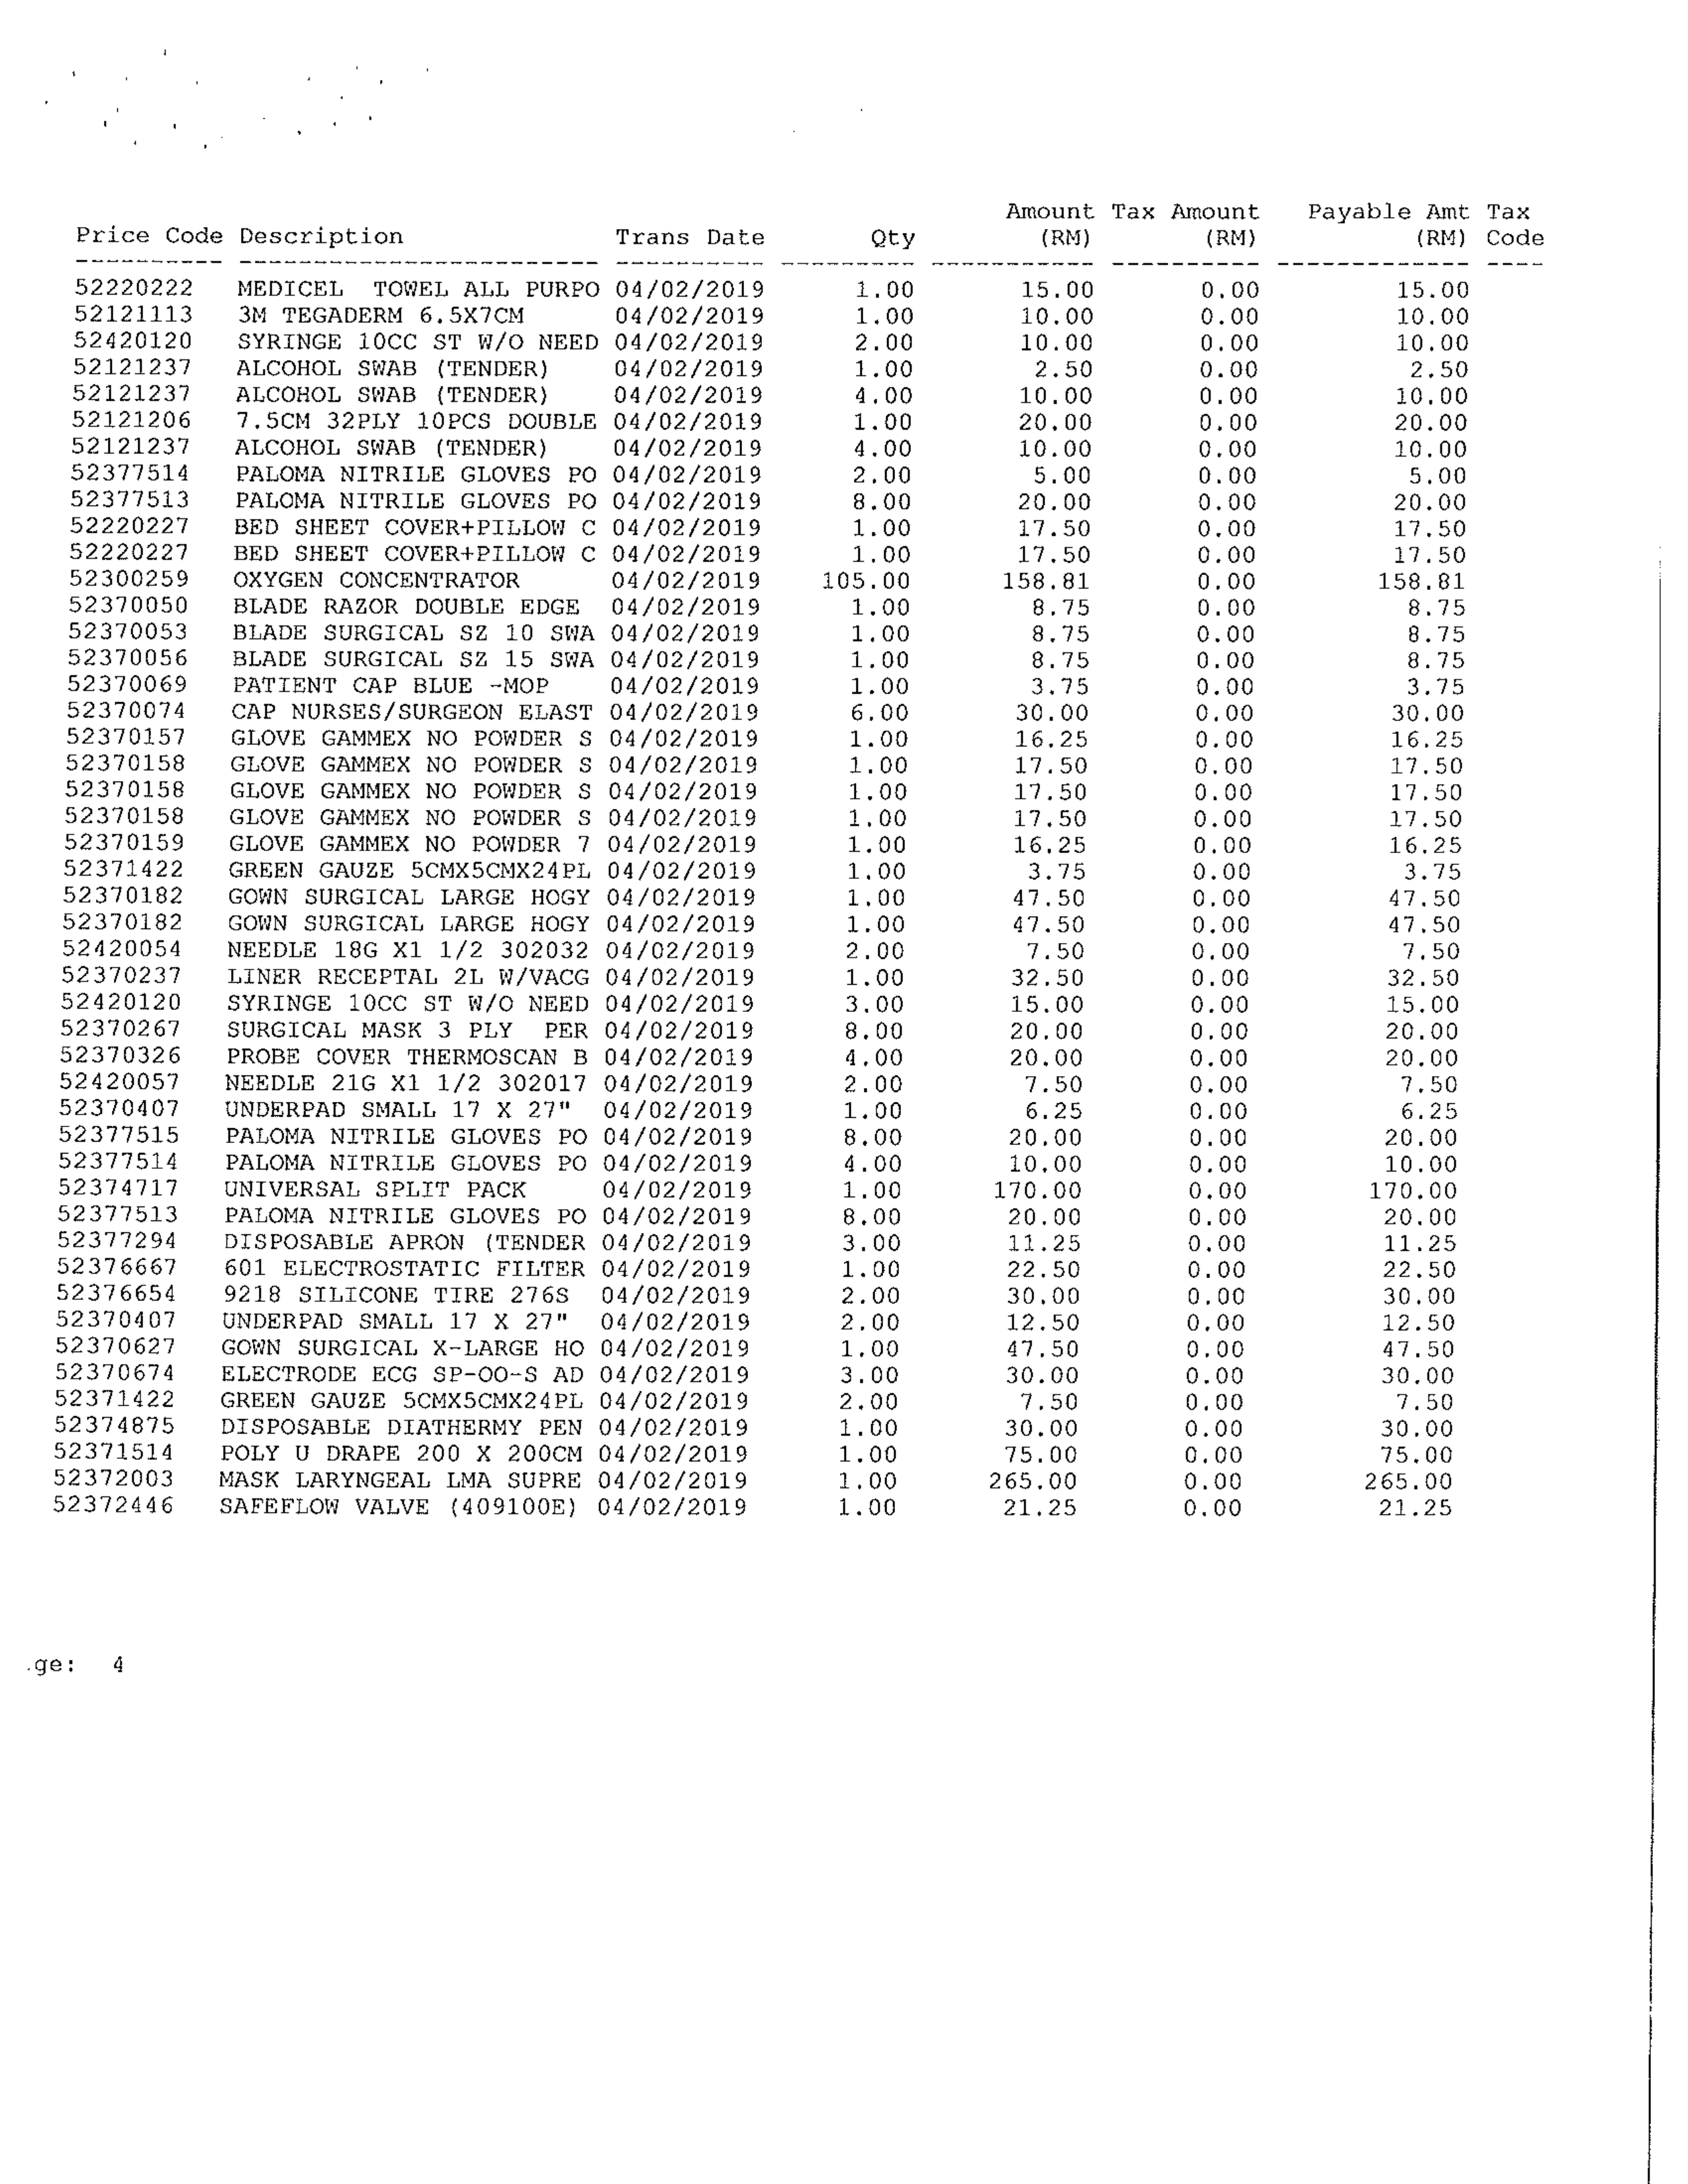 Amount Tax Amount Payable Amt Tax
Price Code Description Trans Date Qty (RM) (RM) (RM) Code
52220222 MEDICEL TOWEL ALL PURPO 04/02/2019 1.00 15.00 0.00 15.00
52121113 3M TEGADERM 6.5X7CM 04/02/2019 1.00 10.00 0.00 10.00
52420120 SYRINGE 10CC ST W/O NEED 04/02/2019 2.00 10.00 0.00 10.00
52121237 ALCOHOL SWAB (TENDER) 04/02/2019 1.00 2.50 0.00 2.50
52121237 ALCOHOL SWAB (TENDER) 04/02/2019 4.00 10.00 0.00 10.00
52121206 7.5CM 32PLY 10PCS DOUBLE 04/02/2019 1.00 20.00 0.00 20.00
52121237 ALCOHOL SWAB (TENDER) 04/02/2019 4.00 10.00 0.00 10.00
52377514 PALOMA NITRILE GLOVES PO 04/02/2019 2.00 5.00 0.00 5.00
52377513 PALOMA NITRILE GLOVES PO 04/02/2019 8.00 20.00 0.00 20.00
52220227 BED SHEET COVER+PILLOW C 04/02/2019 1.00 17.50 0.00 17.50
52220227 BED SHEET COVER+PILLOW C 04/02/2019 1.00 17.50 0.00 17.50
52300259 OXYGEN CONCENTRATOR 04/02/2019 105.00 158.81 0.00 158.81
52370050 BLADE RAZOR DOUBLE EDGE 04/02/2019 1.00 8.75 0.00 8.75
52370053 BLADE SURGICAL SZ 10 SWA 04/02/2019 1.00 8.75 0.00 8.75
52370056 BLADE SURGICAL SZ 15 SWA 04/02/2019 1.00 8.75 0.00 8.75
52370069 PATIENT CAP BLUE -MOP 04/02/2019 1.00 3.75 0.00 3.75
52370074 CAP NURSES/SURGEON ELAST 04/02/2019 6.00 30.00 0.00 30.00
52370157 GLOVE GAMMEX NO POWDER S 04/02/2019 1.00 16.25 0.00 16.25
52370158 GLOVE GAMMEX NO POWDER S 04/02/2019 1.00 17.50 0.00 17.50
52370158 GLOVE GAMMEX NO POWDER S 04/02/2019 1.00 17.50 0.00 17.50
52370158 GLOVE GAMMEX NO POWDER S 04/02/2019 1.00 17.50 0.00 17.50
52370159 GLOVE GAMMEX NO POWDER 7 04/02/2019 1.00 16.25 0.00 16.25
52371422 GREEN GAUZE 5CMX5CMX24PL 04/02/2019 1.00 3.75 0.00 3.75
52370182 GOWN SURGICAL LARGE HOGY 04/02/2019 1.00 47.50 0.00 47.50
52370182 GOWN SURGICAL LARGE HOGY 04/02/2019 1.00 47.50 0.00 47.50
52420054 NEEDLE 18G X1 1/2 302032 04/02/2019 2.00 7.50 0.00 7.50
52370237 LINER RECEPTAL 2L W/VACG 04/02/2019 1.00 32.50 0.00 32.50
52420120 SYRINGE 10CC ST W/O NEED 04/02/2019 3.00 15.00 0.00 15.00
52370267 SURGICAL MASK 3 PLY PER 04/02/2019 8.00 20.00 0.00 20.00
52370326 PROBE COVER THERMOSCAN B 04/02/2019 4.00 20.00 0.00 20.00
52420057 NEEDLE 21G X1 1/2 302017 04/02/2019 2.00 7.50 0.00 7.50
52370407 UNDERPAD SMALL 17 X 27" 04/02/2019 1.00 6.25 0.00 6.25
52377515 PALOMA NITRILE GLOVES PO 04/02/2019 8.00 20.00 0.00 20.00
52377514 PALOMA NITRILE GLOVES PO 04/02/2019 4.00 10.00 0.00 10.00
52374717 UNIVERSAL SPLIT PACK 04/02/2019 1.00 170.00 0.00 170.00
52377513 PALOMA NITRILE GLOVES PO 04/02/2019 8.00 20.00 0.00 20.00
52377294 DISPOSABLE APRON (TENDER 04/02/2019 3.00 11.25 0.00 11.25
52376667 601 ELECTROSTATIC FILTER 04/02/2019 1.00 22.50 0.00 22.50
52376654 9218 SILICONE TIRE 276S 04/02/2019 2.00 30.00 0.00 30.00
52370407 UNDERPAD SMALL 17 X 27" 04/02/2019 2.00 12.50 0.00 12.50
52370627 GOWN SURGICAL X-LARGE HO 04/02/2019 1.00 47.50 0.00 47.50
52370674 ELECTRODE ECG SP-OO-S AD 04/02/2019 3.00 30.00 0.00 30.00
52371422 GREEN GAUZE 5CMX5CMX24PL 04/02/2019 2.00 7.50 0.00 7.50
52374875 DISPOSABLE DIATHERMY PEN 04/02/2019 1.00 30.00 0.00 30.00
52371514 POLY U DRAPE 200 X 200CM 04/02/2019 1.00 75.00 0.00 75.00
52372003 MASK LARYNGEAL LMA SUPRE 04/02/2019 1.00 265.00 0.00 265.00
52372446 SAFEFLOW VALVE (409100E) 04/02/2019 1.00 21.25 0.00 21.25
ge: 4